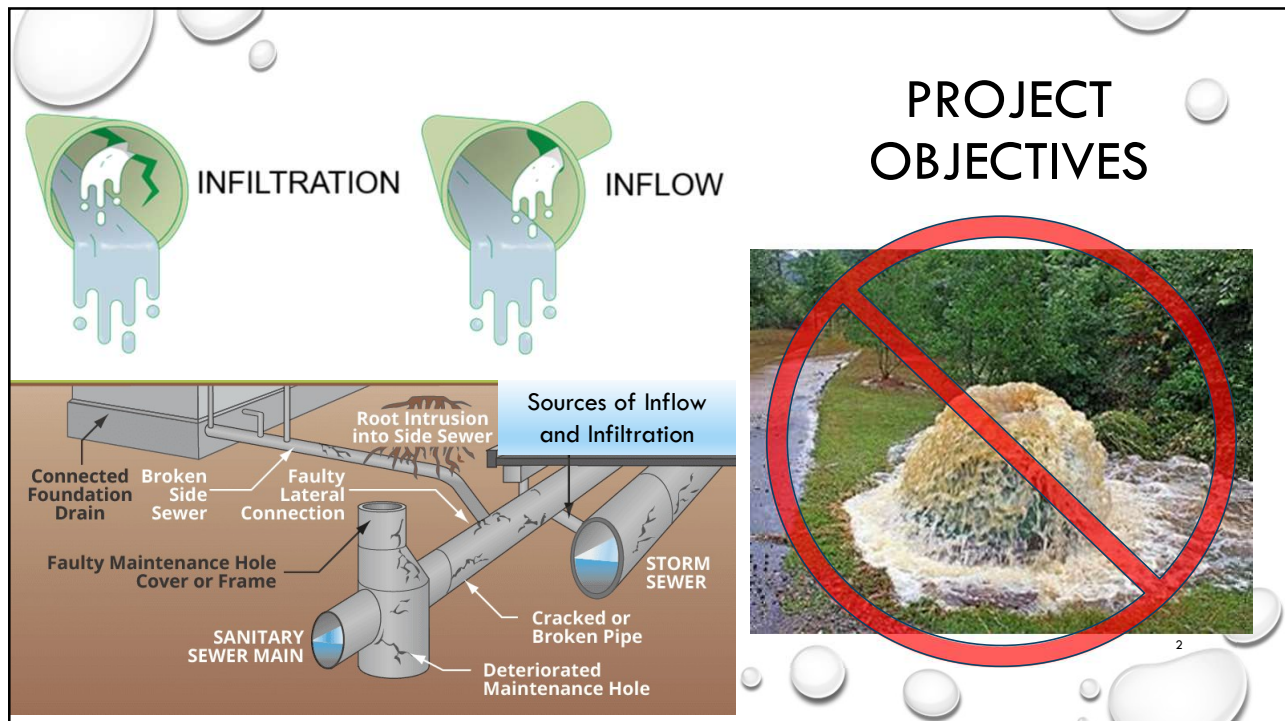 PROJECT
OBJECTIVES
INFILTRATION
INFLOW
Sources of Inflow
and Infiltration
Root Intrusion
into Side Sewer
Connected
Foundation
Drain
Broken
Side
Sewer
Faulty
Lateral
Connection
Faulty Maintenance Hole
Cover or Frame
STORM
SEWER
Cracked or
Broken Pipe
SANITARY
SEWER MAIN
Deteriorated
Maintenance Hole
2